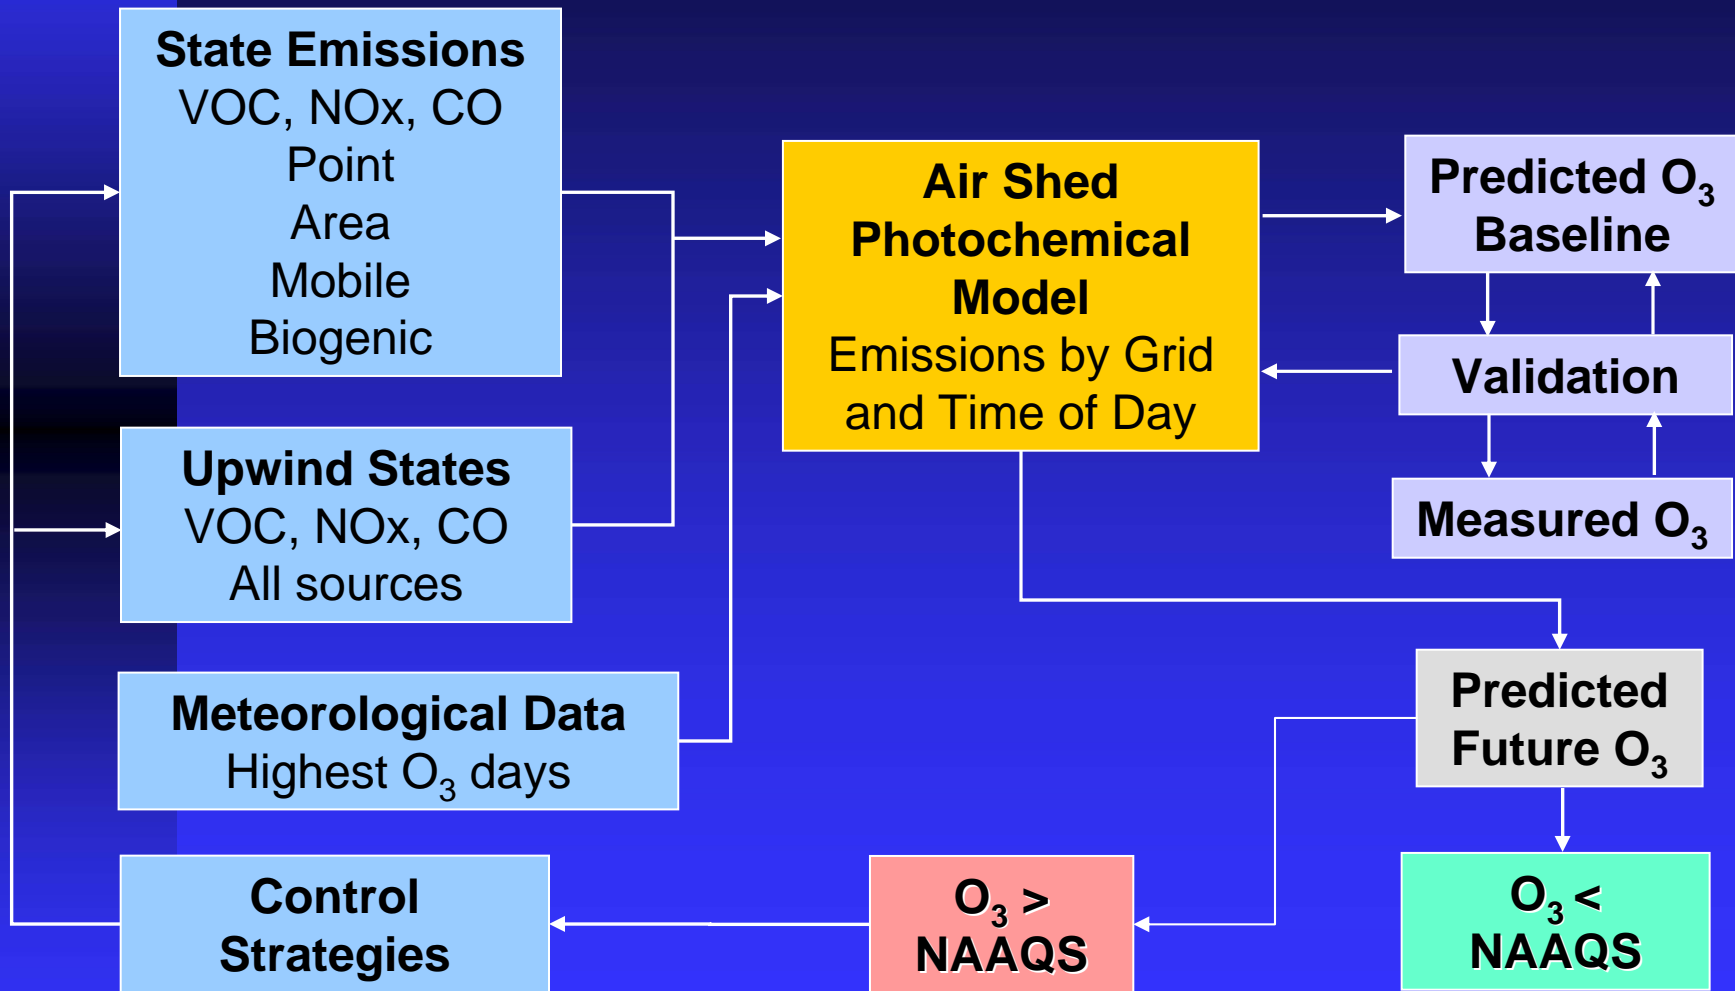 State Emissions
VOC, NOx, CO
Point
Area
Mobile
Biogenic
Upwind States
VOC, NOx, CO
All sources
Meteorological Data
Highest O₃ days
Control
Strategies
Air Shed
Photochemical
Model
Emissions by Grid
and Time of Day
Predicted O₃
Baseline
Validation
Measured O₃
Predicted
Future O₃
O₃ >
NAAQS
O₃ <
NAAQS